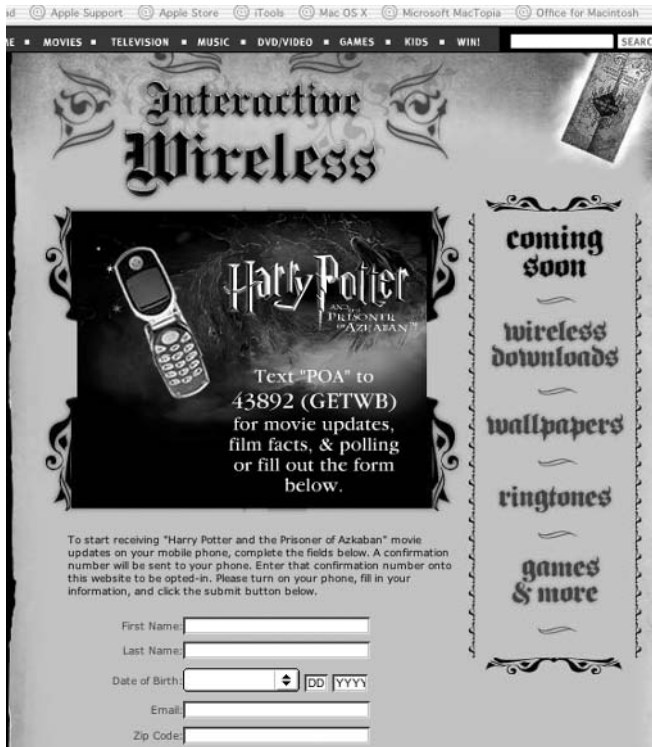 Apple Support Apple Store iTools Mac OS X Microsoft MacTopia Office for Macintosh
MOVIES ■ TELEVISION ■ MUSIC ■ DVD/VIDEO ■ GAMES ■ KIDS ■ WIN!
Interactive
Wireless
Harry Potter
AND THE
PRISONER
OF AZKABAN™
Text "POA" to
43892 (GETWB)
for movie updates,
film facts, & polling
or fill out the form
below.
coming
soon
wireless
downloads
wallpapers
ringtones
games
& more
To start receiving "Harry Potter and the Prisoner of Azkaban" movie
updates on your mobile phone, complete the fields below. A confirmation
number will be sent to your phone. Enter that confirmation number onto
this website to be opted-in. Please turn on your phone, fill in your
information, and click the submit button below.
First Name:
Last Name:
Date of Birth: DD YYYY
Email:
Zip Code: